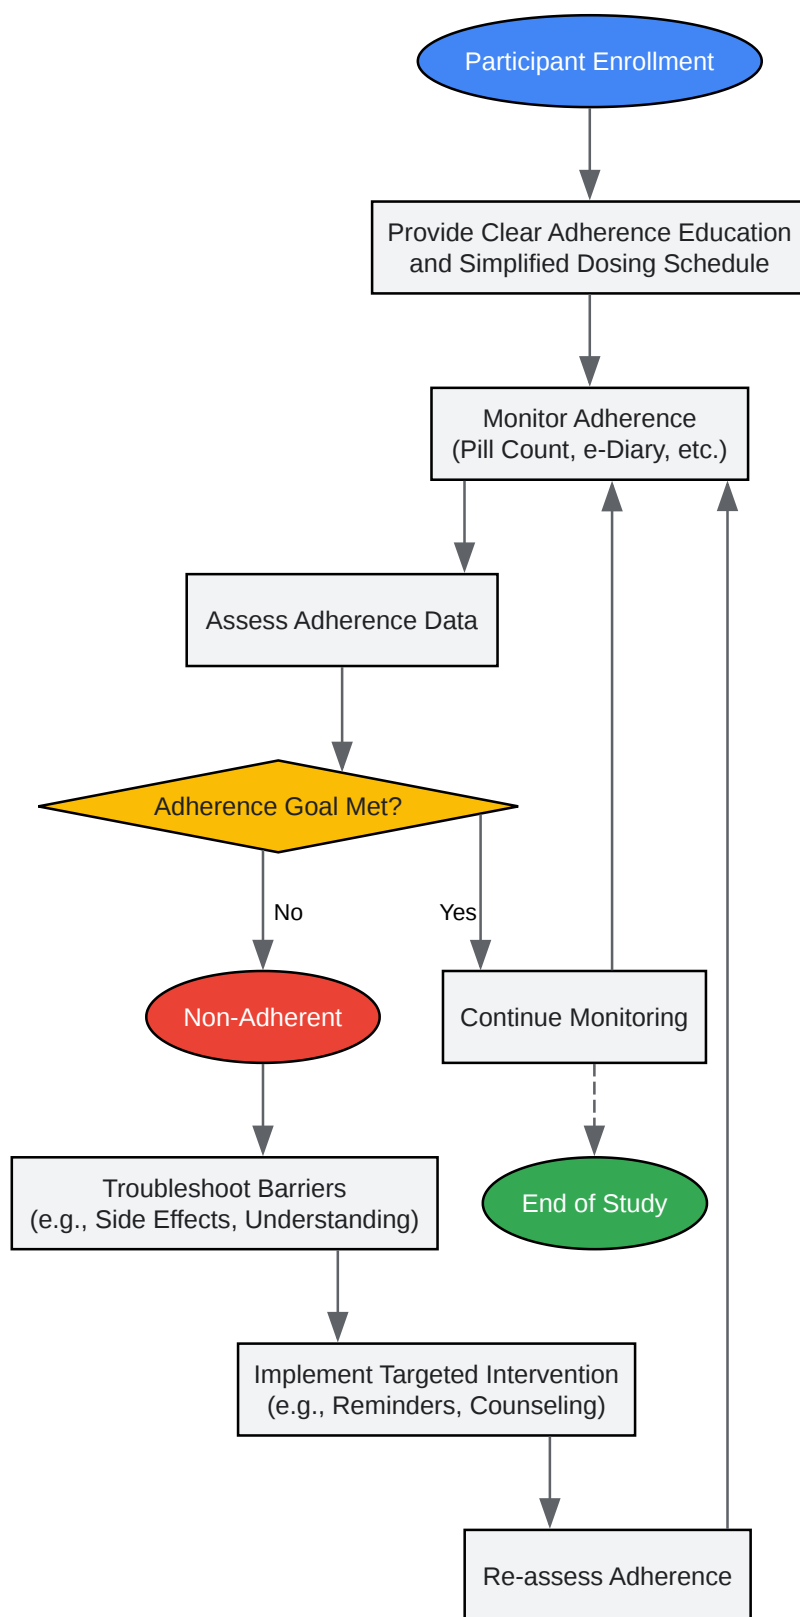 Participant Enrollment
Provide Clear Adherence Education
and Simplified Dosing Schedule
Monitor Adherence
(Pill Count, e-Diary, etc.)
Assess Adherence Data
Adherence Goal Met?
No
Yes
Non-Adherent
Continue Monitoring
Troubleshoot Barriers
(e.g., Side Effects, Understanding)
End of Study
Implement Targeted Intervention
(e.g., Reminders, Counseling)
Re-assess Adherence